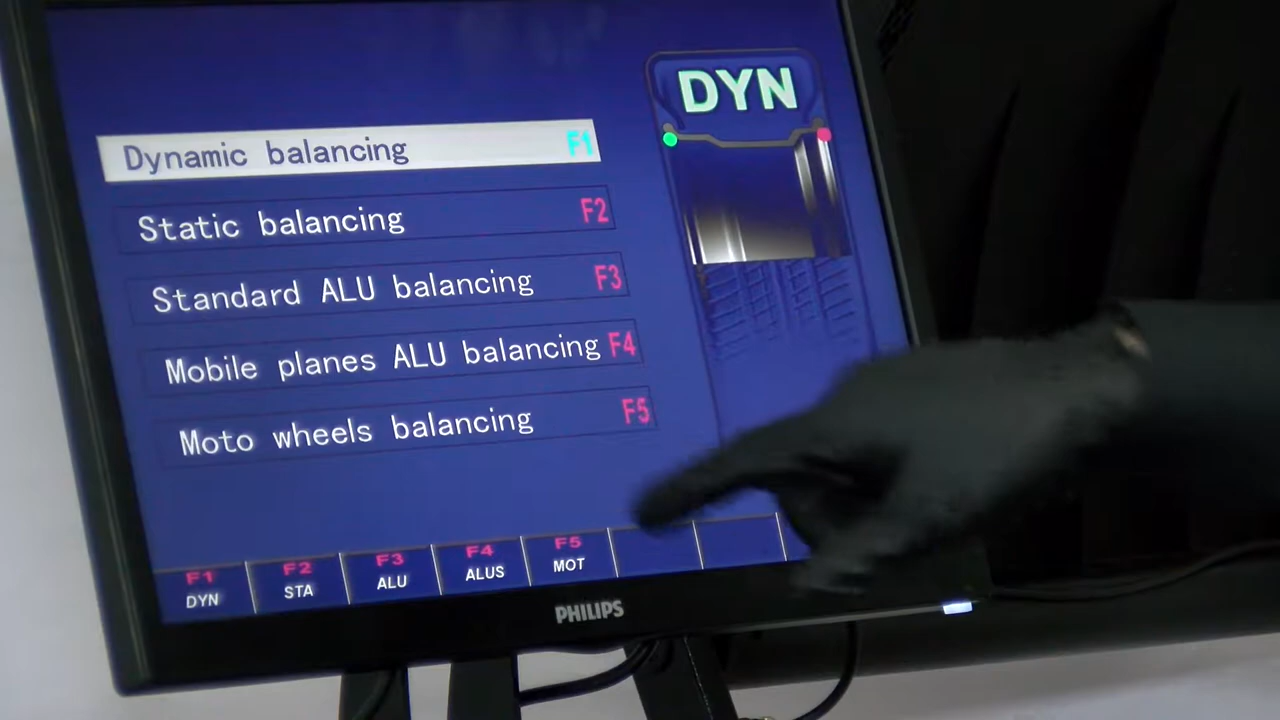 DYN
Dynamic balancing F1
Static balancing F2
Standard ALU balancing F3
Mobile planes ALU balancing F4
Moto wheels balancing F5
F1 F2 F3 F4 F5
DYN STA ALU ALUS MOT
PHILIPS